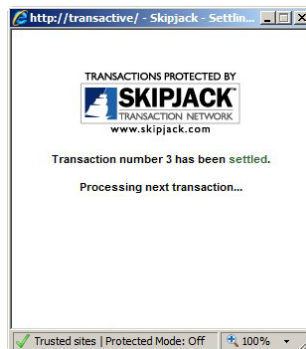 http://transactive/ - Skipjack - Settlin...
TRANSACTIONS PROTECTED BY
SKIPJACK™
TRANSACTION NETWORK
www.skipjack.com
Transaction number 3 has been settled.
Processing next transaction...
Trusted sites | Protected Mode: Off
100%